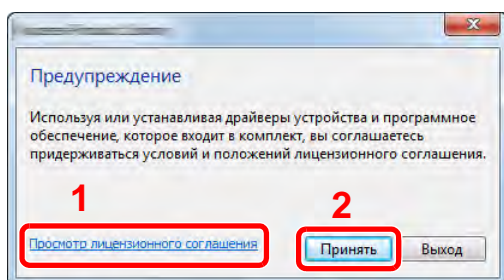 Предупреждение
Используя или устанавливая драйверы устройства и программное
обеспечение, которое входит в комплект, вы соглашаетесь
придерживаться условий и положений лицензионного соглашения.
1
2
Просмотр лицензионного соглашения
Принять
Выход